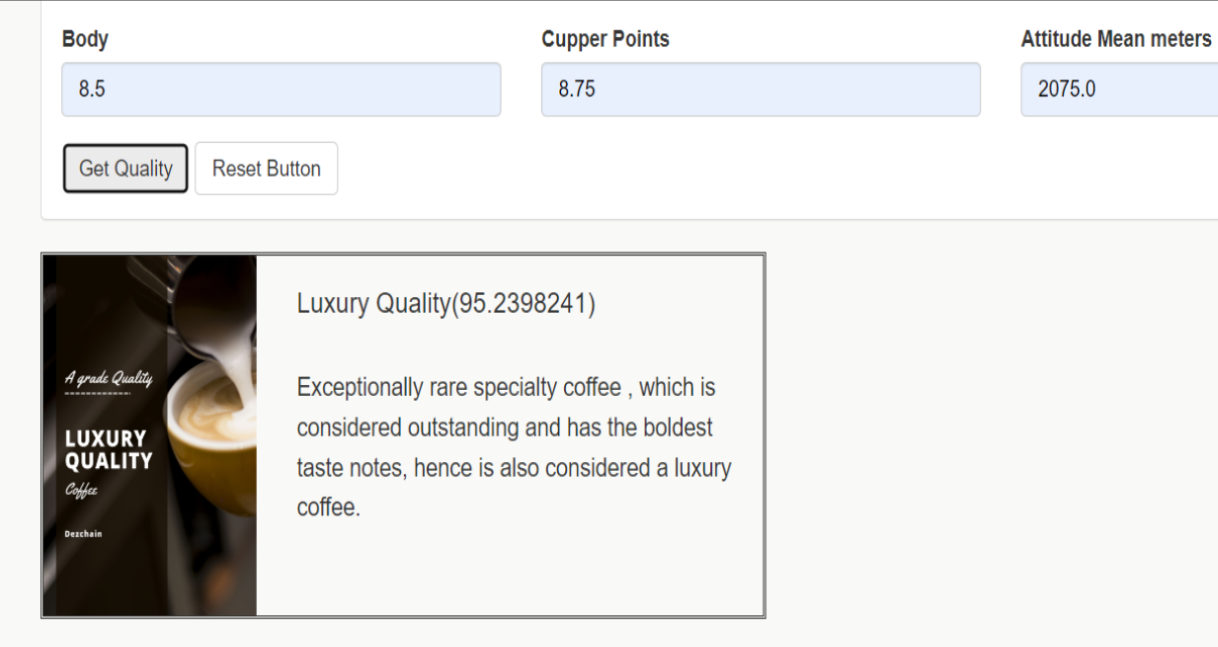 Body
Cupper Points
Attitude Mean meters
8.5
8.75
2075.0
Get Quality
Reset Button
A grade Quality
LUXURY
QUALITY
Coffee
Dezchain
Luxury Quality(95.2398241)
Exceptionally rare specialty coffee , which is
considered outstanding and has the boldest
taste notes, hence is also considered a luxury
coffee.